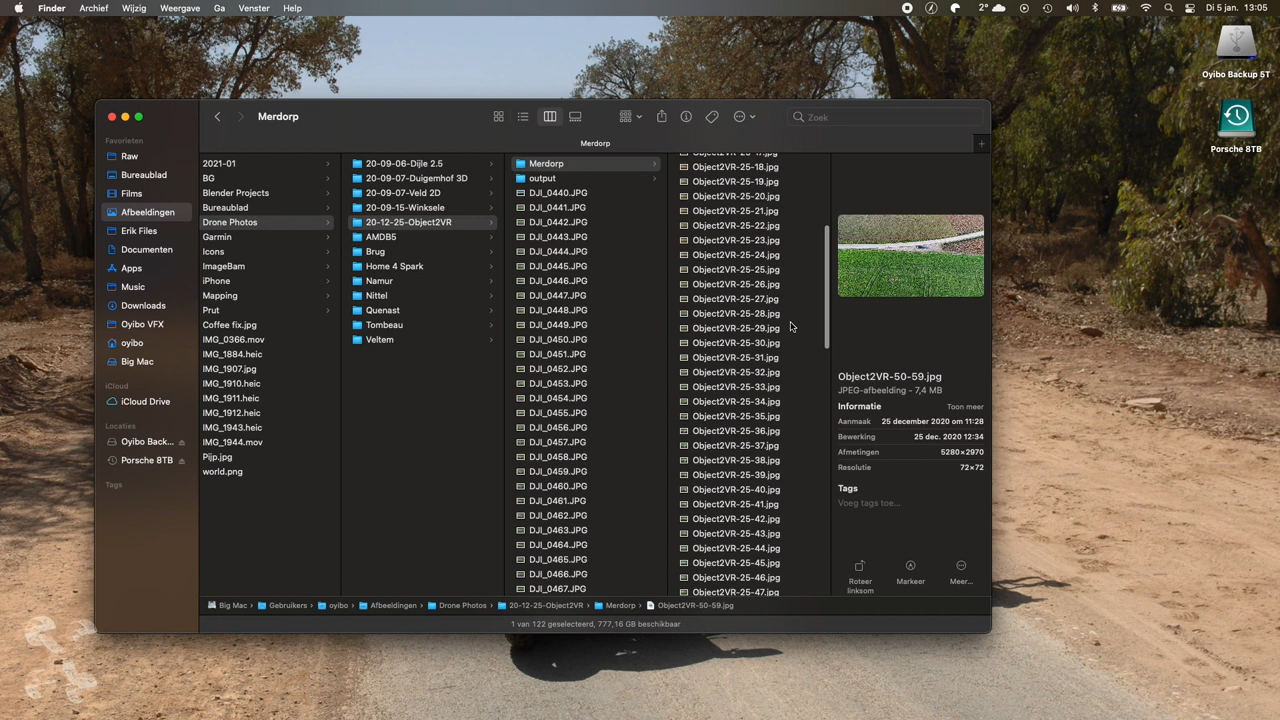 Finder Archief Wijzig Weergave Ga Venster Help
2° Di 5 jan. 13:05
Oyibo Backup 5T
Porsche 8TB
Merdorp
Zoek
Merdorp
Favorieten
Raw
Bureaublad
Films
Afbeeldingen
Erik Files
Documenten
Apps
Music
Downloads
Oyibo VFX
oyibo
Big Mac
iCloud
iCloud Drive
Locaties
Oyibo Back...
Porsche 8TB
Tags
2021-01
BG
Blender Projects
Bureaublad
Drone Photos
Garmin
Icons
ImageBam
iPhone
Mapping
Prut
Coffee fix.jpg
IMG_0366.mov
IMG_1884.heic
IMG_1907.jpg
IMG_1910.heic
IMG_1911.heic
IMG_1912.heic
IMG_1943.heic
IMG_1944.mov
Pijp.jpg
world.png
20-09-06-Dijle 2.5
20-09-07-Duigemhof 3D
20-09-07-Veld 2D
20-09-15-Winksele
20-12-25-Object2VR
AMDB5
Brug
Home 4 Spark
Namur
Nittel
Quenast
Tombeau
Veltem
Merdorp
output
DJI_0440.JPG
DJI_0441.JPG
DJI_0442.JPG
DJI_0443.JPG
DJI_0444.JPG
DJI_0445.JPG
DJI_0446.JPG
DJI_0447.JPG
DJI_0448.JPG
DJI_0449.JPG
DJI_0450.JPG
DJI_0451.JPG
DJI_0452.JPG
DJI_0453.JPG
DJI_0454.JPG
DJI_0455.JPG
DJI_0456.JPG
DJI_0457.JPG
DJI_0458.JPG
DJI_0459.JPG
DJI_0460.JPG
DJI_0461.JPG
DJI_0462.JPG
DJI_0463.JPG
DJI_0464.JPG
DJI_0465.JPG
DJI_0466.JPG
DJI_0467.JPG
Object2VR-25-17.jpg
Object2VR-25-18.jpg
Object2VR-25-19.jpg
Object2VR-25-20.jpg
Object2VR-25-21.jpg
Object2VR-25-22.jpg
Object2VR-25-23.jpg
Object2VR-25-24.jpg
Object2VR-25-25.jpg
Object2VR-25-26.jpg
Object2VR-25-27.jpg
Object2VR-25-28.jpg
Object2VR-25-29.jpg
Object2VR-25-30.jpg
Object2VR-25-31.jpg
Object2VR-25-32.jpg
Object2VR-25-33.jpg
Object2VR-25-34.jpg
Object2VR-25-35.jpg
Object2VR-25-36.jpg
Object2VR-25-37.jpg
Object2VR-25-38.jpg
Object2VR-25-39.jpg
Object2VR-25-40.jpg
Object2VR-25-41.jpg
Object2VR-25-42.jpg
Object2VR-25-43.jpg
Object2VR-25-44.jpg
Object2VR-25-45.jpg
Object2VR-25-46.jpg
Object2VR-25-47.jpg
Object2VR-50-59.jpg
JPEG-afbeelding - 7,4 MB
Informatie Toon meer
Aanmaak 25 december 2020 om 11:28
Bewerking 25 dec. 2020 12:34
Afmetingen 5280×2970
Resolutie 72×72
Tags
Voeg tags toe...
Roteer linksom
Markeer
Meer...
Big Mac › Gebruikers › oyibo › Afbeeldingen › Drone Photos › 20-12-25-Object2VR › Merdorp › Object2VR-50-59.jpg
1 van 122 geselecteerd, 777,16 GB beschikbaar